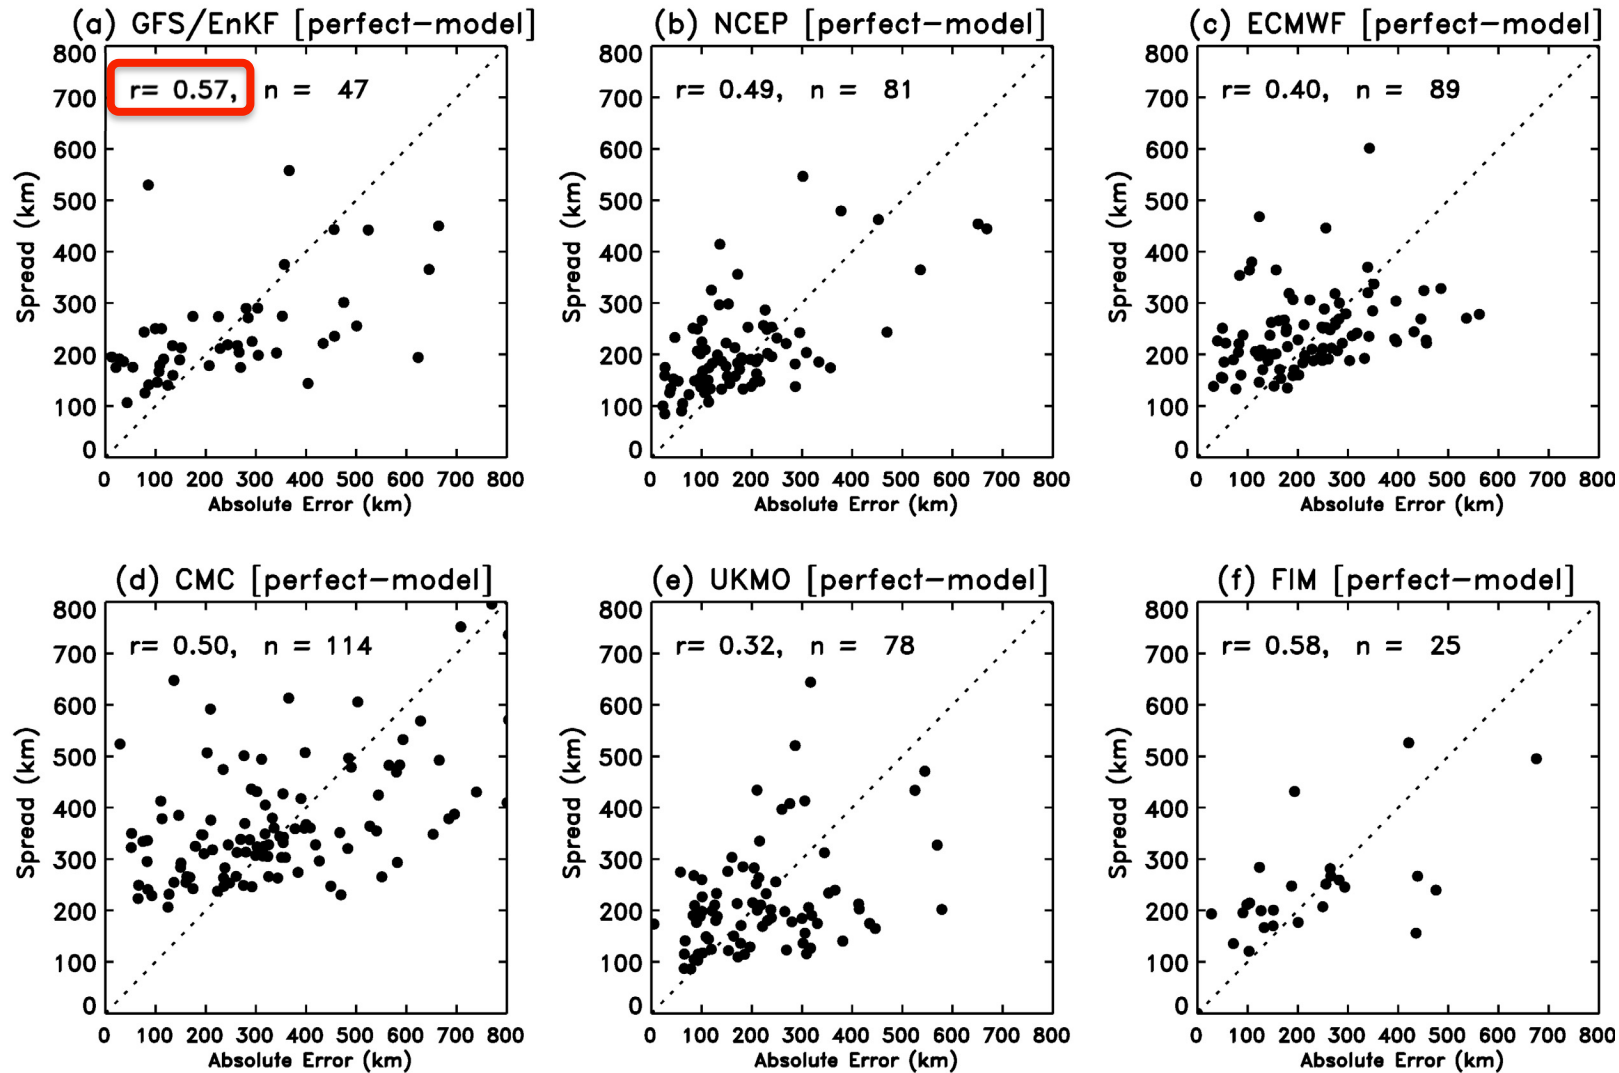 (a) GFS/EnKF [perfect-model]
r= 0.57, n = 47
800
700
600
500
400
300
200
100
0
Spread (km)
0 100 200 300 400 500 600 700 800
Absolute Error (km)
(b) NCEP [perfect-model]
r= 0.49, n = 81
800
700
600
500
400
300
200
100
0
Spread (km)
0 100 200 300 400 500 600 700 800
Absolute Error (km)
(c) ECMWF [perfect-model]
r= 0.40, n = 89
800
700
600
500
400
300
200
100
0
Spread (km)
0 100 200 300 400 500 600 700 800
Absolute Error (km)
(d) CMC [perfect-model]
r= 0.50, n = 114
800
700
600
500
400
300
200
100
0
Spread (km)
0 100 200 300 400 500 600 700 800
Absolute Error (km)
(e) UKMO [perfect-model]
r= 0.32, n = 78
800
700
600
500
400
300
200
100
0
Spread (km)
0 100 200 300 400 500 600 700 800
Absolute Error (km)
(f) FIM [perfect-model]
r= 0.58, n = 25
800
700
600
500
400
300
200
100
0
Spread (km)
0 100 200 300 400 500 600 700 800
Absolute Error (km)